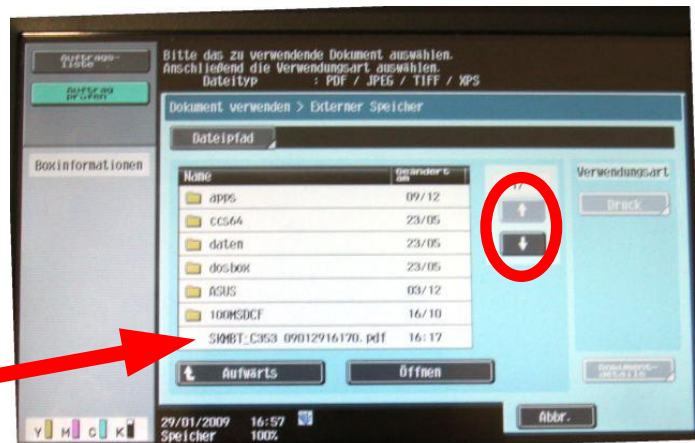 Auftrags-
liste
Auftrag
prüfen
Bitte das zu verwendende Dokument auswählen.
Anschließend die Verwendungsart auswählen.
Dateityp : PDF / JPEG / TIFF / XPS
Dokument verwenden > Externer Speicher
Dateipfad
Boxinformationen
Name Geändert am
apps 09/12
ccs64 23/05
daten 23/05
dosbox 23/05
ASUS 03/12
100MSDCF 16/10
SKMBT_C353 09012916170.pdf 16:17
Verwendungsart
Druck
Aufwärts
Öffnen
Dokument-
details
Abbr.
Y M C K
29/01/2009 16:57
Speicher 100%